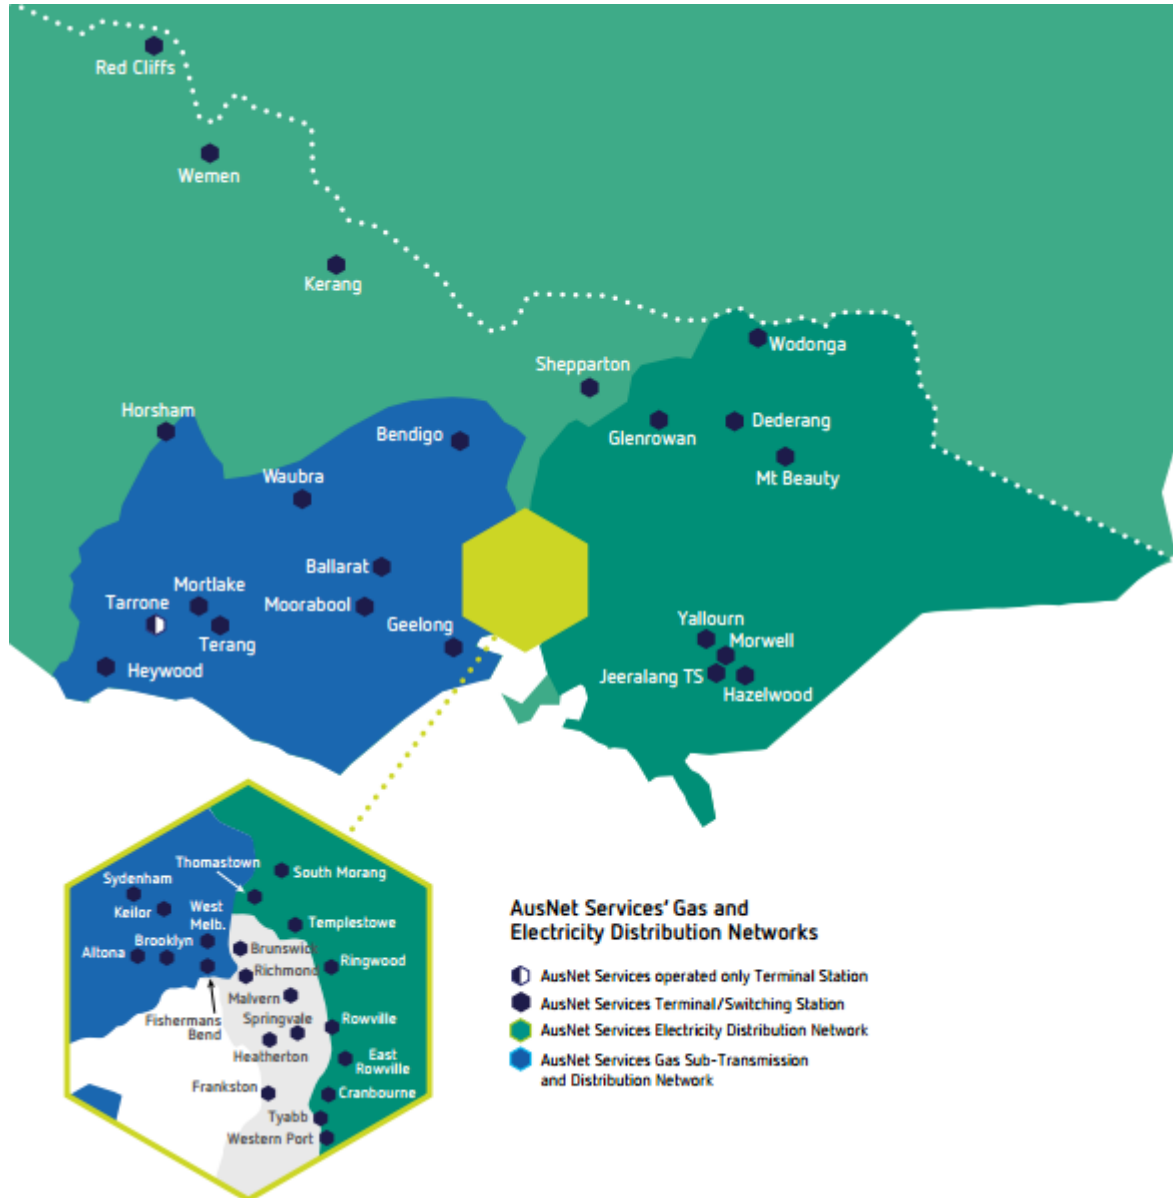 Red Cliffs
Wemen
Kerang
Wodonga
Shepparton
Horsham
Dederang
Bendigo
Glenrowan
Waubra
Mt Beauty
Ballarat
Mortlake
Tarrone
Moorabool
Yallourn
Geelong
Terang
Morwell
Heywood
Jeeralang TS
Hazelwood
Thomastown
South Morang
Sydenham
Keilor
West
Melb.
Templestowe
Altona
Brooklyn
Brunswick
Ringwood
Richmond
Malvern
Fishermans
Bend
Springvale
Rowville
Heatherton
East
Rowville
Frankston
Cranbourne
Tyabb
Western Port
AusNet Services' Gas and
Electricity Distribution Networks
AusNet Services operated only Terminal Station
AusNet Services Terminal/Switching Station
AusNet Services Electricity Distribution Network
AusNet Services Gas Sub-Transmission
and Distribution Network